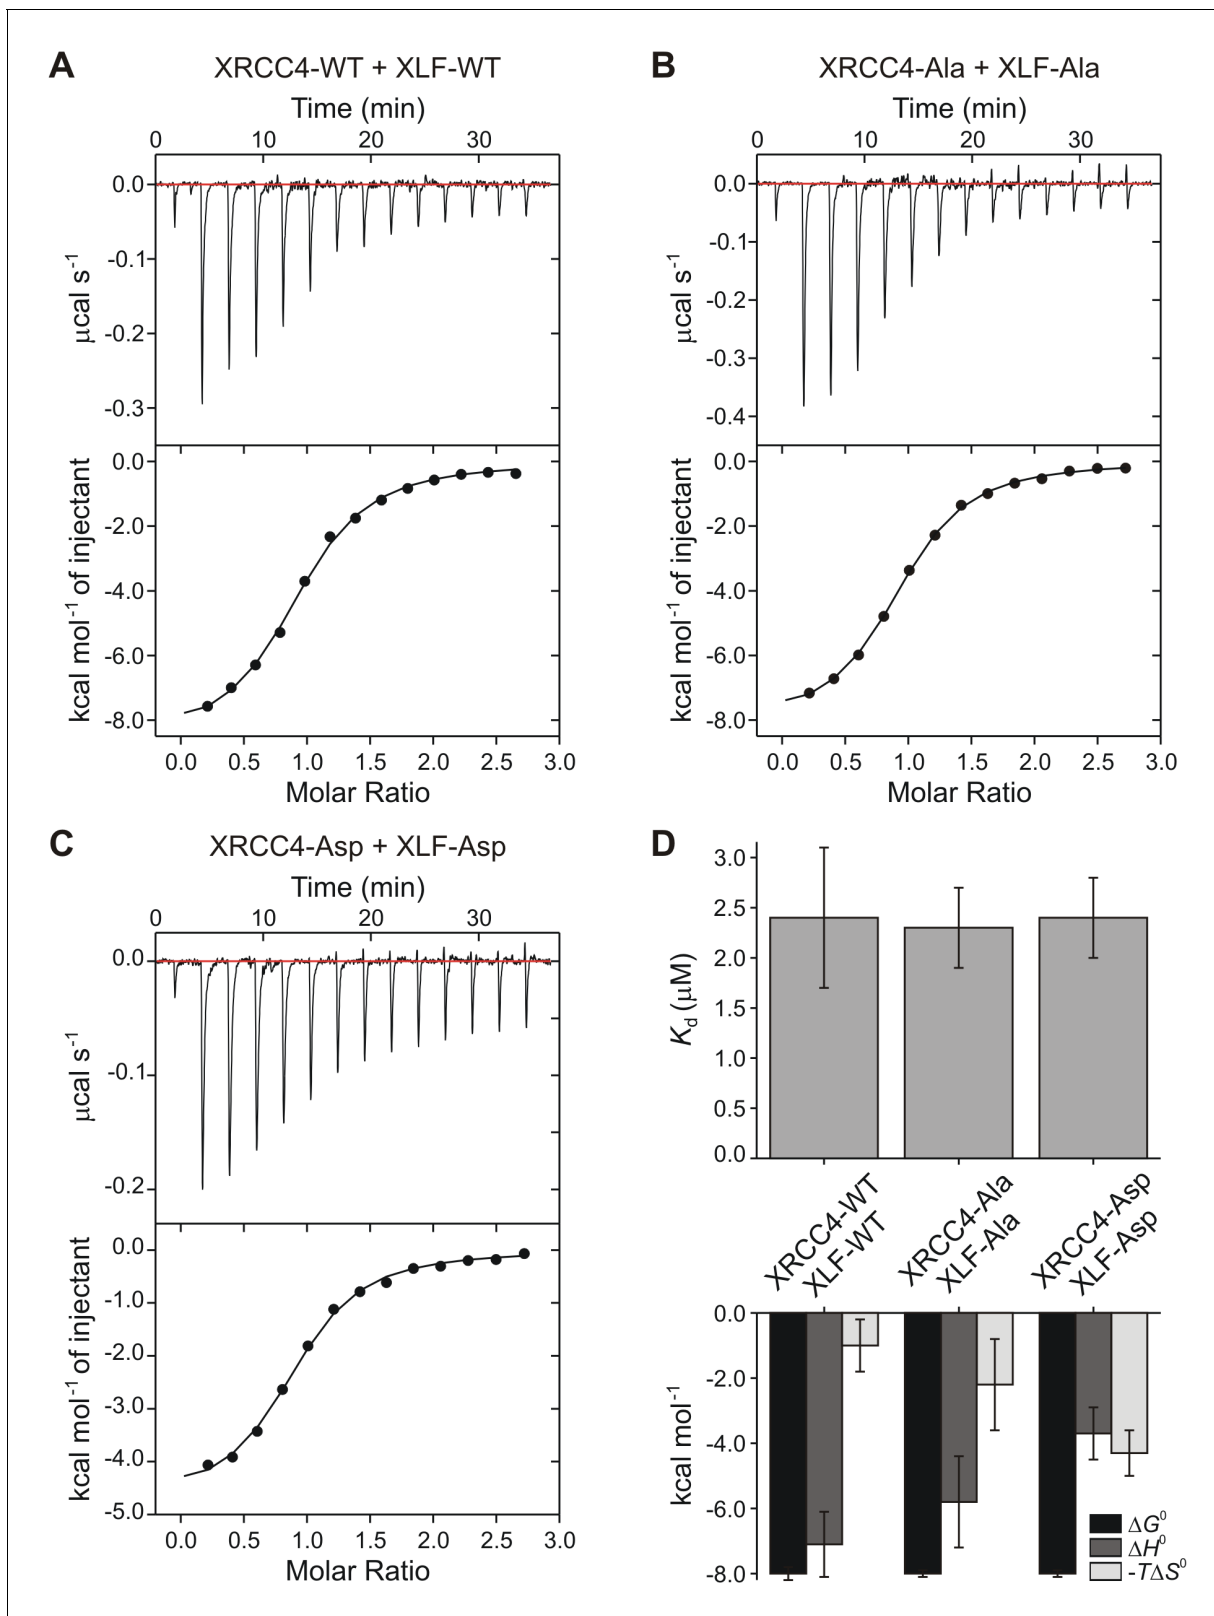 A
XRCC4-WT + XLF-WT
Time (min)
0 10 20 30
0.0
-0.1
-0.2
-0.3
μcal s⁻¹
0.0
-2.0
-4.0
-6.0
-8.0
kcal mol⁻¹ of injectant
0.0 0.5 1.0 1.5 2.0 2.5 3.0
Molar Ratio
B
XRCC4-Ala + XLF-Ala
Time (min)
0 10 20 30
0.0
-0.1
-0.2
-0.3
-0.4
μcal s⁻¹
0.0
-2.0
-4.0
-6.0
-8.0
kcal mol⁻¹ of injectant
0.0 0.5 1.0 1.5 2.0 2.5 3.0
Molar Ratio
C
XRCC4-Asp + XLF-Asp
Time (min)
0 10 20 30
0.0
-0.1
-0.2
μcal s⁻¹
0.0
-1.0
-2.0
-3.0
-4.0
-5.0
kcal mol⁻¹ of injectant
0.0 0.5 1.0 1.5 2.0 2.5 3.0
Molar Ratio
D
3.0
2.5
2.0
1.5
1.0
0.5
0.0
Kd (μM)
XRCC4-WT
XLF-WT
XRCC4-Ala
XLF-Ala
XRCC4-Asp
XLF-Asp
0.0
-2.0
-4.0
-6.0
-8.0
kcal mol⁻¹
ΔG⁰
ΔH⁰
-TΔS⁰